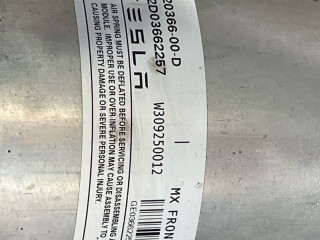 20366-00-D
2D03662257
TESLA
W309250012
MX FRON
GE0366225
AIR SPRING MUST BE DEFLATED BEFORE SERVICING OR DISASSEMBLING
MODULE. IMPROPER USE OR OVER INFLATION MAY CAUSE ASSEMBLY TO
CAUSING PROPERTY DAMAGE OR SEVERE PERSONAL INJURY.